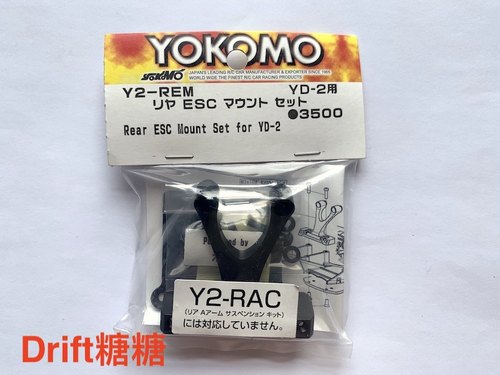 YOKOMO
YOKOMO
JAPAN'S LEADING R/C CAR MANUFACTURER & EXPORTER SINCE 1965
WORLD WIDE THE FINEST R/C CAR RACING PRODUCTS
Y2-REM YD-2用
リヤ ESC マウント セット
●3500
Rear ESC Mount Set for YD-2
by
Y2-RAC
(リア Aアーム サスペンション キット)
には対応していません。
Drift糖糖